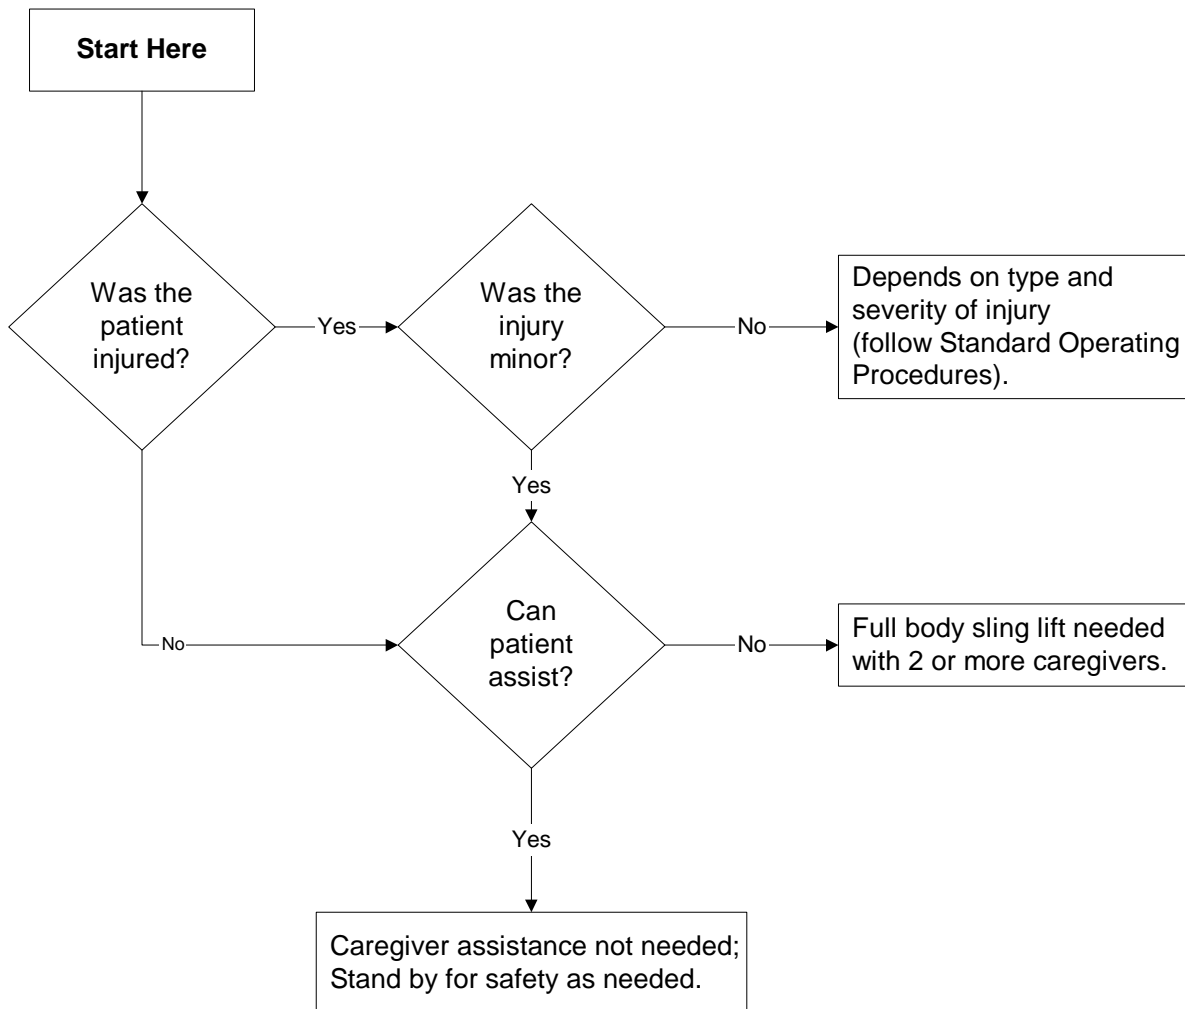 Start Here
Was the
patient
injured?
Yes
Was the
injury
minor?
No
Depends on type and
severity of injury
(follow Standard Operating
Procedures).
Yes
No
Can
patient
assist?
No
Full body sling lift needed
with 2 or more caregivers.
Yes
Caregiver assistance not needed;
Stand by for safety as needed.